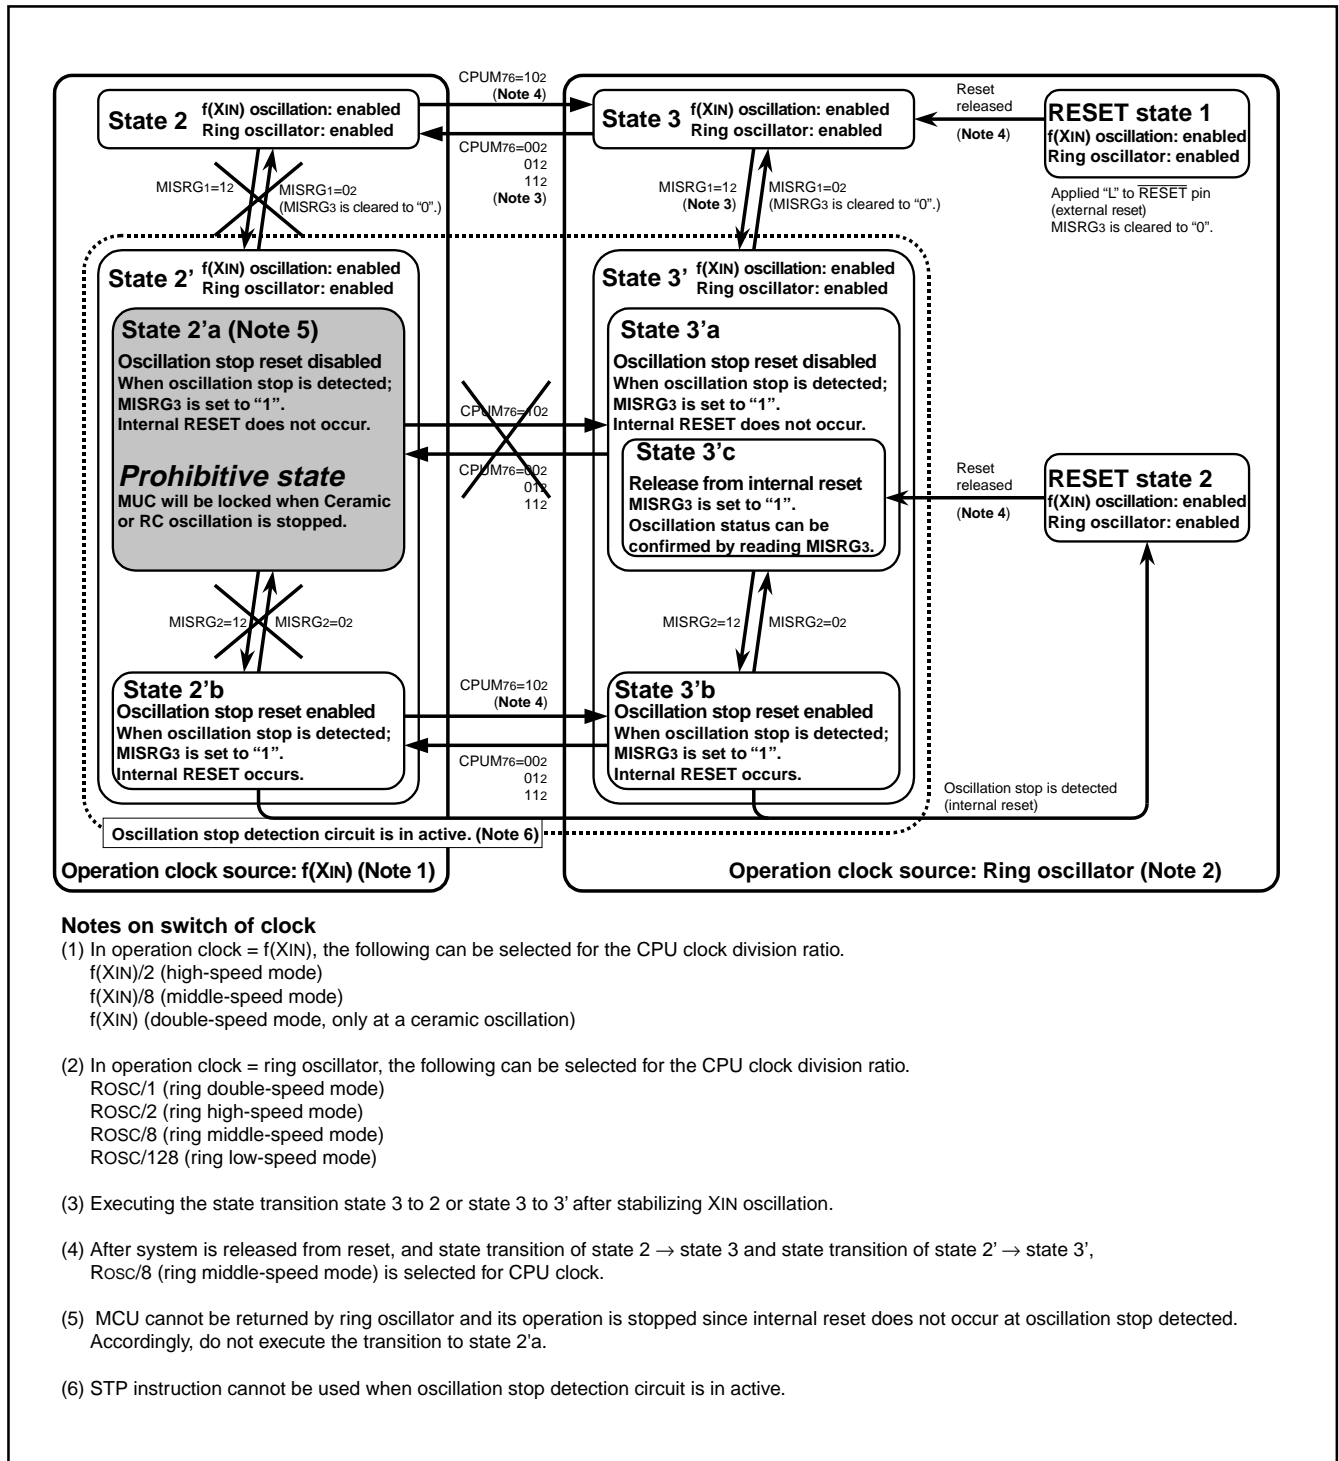 CPUM76=102
(Note 4)
State 2 f(XIN) oscillation: enabled
Ring oscillator: enabled
State 3 f(XIN) oscillation: enabled
Ring oscillator: enabled
Reset
released
(Note 4)
RESET state 1
f(XIN) oscillation: enabled
Ring oscillator: enabled
CPUM76=002
012
112
(Note 3)
MISRG1=12
MISRG1=02
(MISRG3 is cleared to “0”.)
MISRG1=12
(Note 3)
MISRG1=02
(MISRG3 is cleared to “0”.)
Applied “L” to RESET pin
(external reset)
MISRG3 is cleared to “0”.
State 2' f(XIN) oscillation: enabled
Ring oscillator: enabled
State 3' f(XIN) oscillation: enabled
Ring oscillator: enabled
State 2'a (Note 5)
Oscillation stop reset disabled
When oscillation stop is detected;
MISRG3 is set to “1”.
Internal RESET does not occur.
Prohibitive state
MUC will be locked when Ceramic
or RC oscillation is stopped.
CPUM76=102
CPUM76=002
012
112
State 3'a
Oscillation stop reset disabled
When oscillation stop is detected;
MISRG3 is set to “1”.
Internal RESET does not occur.
State 3'c
Release from internal reset
MISRG3 is set to “1”.
Oscillation status can be
confirmed by reading MISRG3.
Reset
released
(Note 4)
RESET state 2
f(XIN) oscillation: enabled
Ring oscillator: enabled
MISRG2=12
MISRG2=02
MISRG2=12
MISRG2=02
State 2'b
Oscillation stop reset enabled
When oscillation stop is detected;
MISRG3 is set to “1”.
Internal RESET occurs.
CPUM76=102
(Note 4)
CPUM76=002
012
112
State 3'b
Oscillation stop reset enabled
When oscillation stop is detected;
MISRG3 is set to “1”.
Internal RESET occurs.
Oscillation stop is detected
(internal reset)
Oscillation stop detection circuit is in active. (Note 6)
Operation clock source: f(XIN) (Note 1)
Operation clock source: Ring oscillator (Note 2)
Notes on switch of clock
(1) In operation clock = f(XIN), the following can be selected for the CPU clock division ratio.
f(XIN)/2 (high-speed mode)
f(XIN)/8 (middle-speed mode)
f(XIN) (double-speed mode, only at a ceramic oscillation)
(2) In operation clock = ring oscillator, the following can be selected for the CPU clock division ratio.
ROSC/1 (ring double-speed mode)
ROSC/2 (ring high-speed mode)
ROSC/8 (ring middle-speed mode)
ROSC/128 (ring low-speed mode)
(3) Executing the state transition state 3 to 2 or state 3 to 3' after stabilizing XIN oscillation.
(4) After system is released from reset, and state transition of state 2 → state 3 and state transition of state 2' → state 3',
ROSC/8 (ring middle-speed mode) is selected for CPU clock.
(5) MCU cannot be returned by ring oscillator and its operation is stopped since internal reset does not occur at oscillation stop detected.
Accordingly, do not execute the transition to state 2'a.
(6) STP instruction cannot be used when oscillation stop detection circuit is in active.